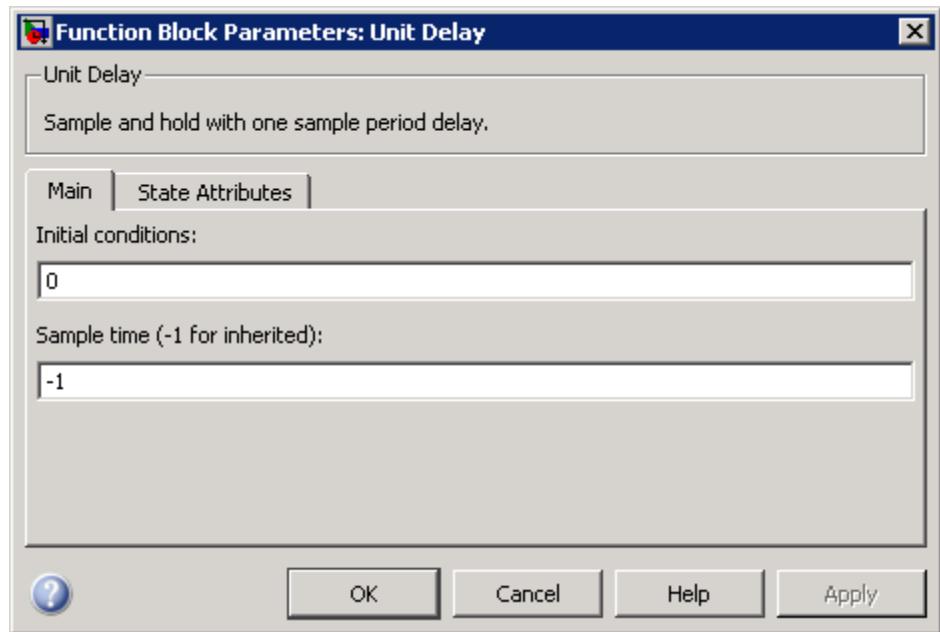 Function Block Parameters: Unit Delay
Unit Delay
Sample and hold with one sample period delay.
Main State Attributes
Initial conditions:
0
Sample time (-1 for inherited):
-1
OK Cancel Help Apply